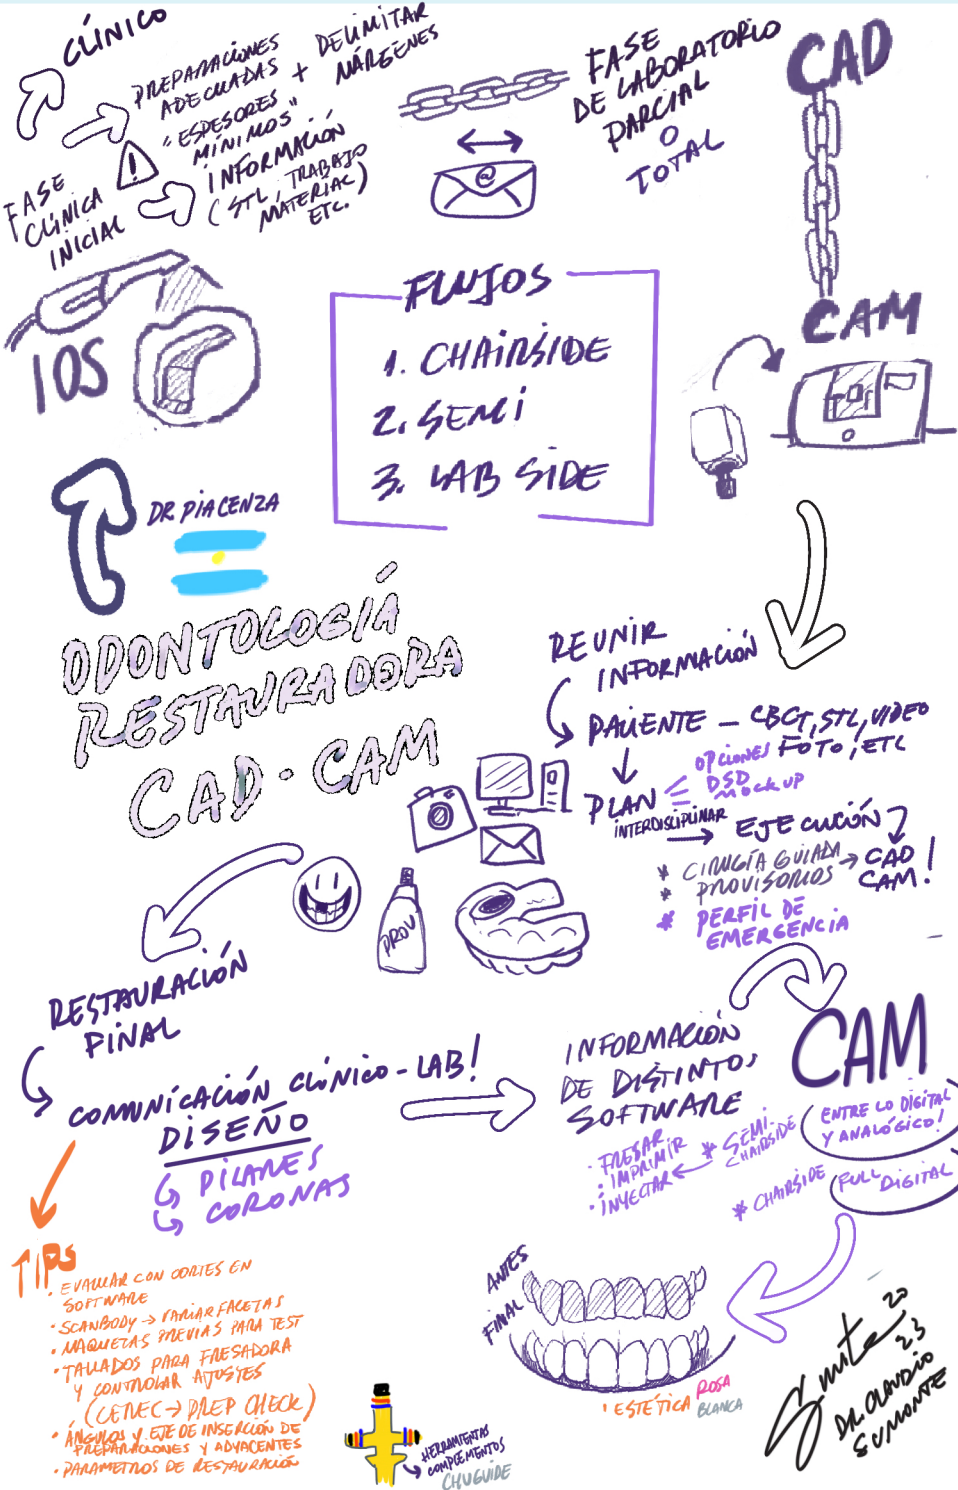 CLÍNICO
PREPARACIONES
ADECUADAS
+
DELIMITAR
MÁRGENES
"ESPESORES
MÍNIMOS"
FASE
CLÍNICA
INICIAL
!
INFORMACIÓN
(STL, TRABAJO
MATERIAL)
ETC.
@
FASE
DE LABORATORIO
PARCIAL
O
TOTAL
CAD
CAM
IOS
FLUJOS
1. CHAIRSIDE
2. SEMI
3. LAB SIDE
DR PIACENZA
ODONTOLOGIÁ
RESTAURADORA
CAD · CAM
REUNIR
INFORMACIÓN
PACIENTE - CBCT, STL, VIDEO
FOTO, ETC
OPCIONES
DSD
MOCKUP
PLAN
INTERDISCIPLINAR
EJECUCIÓN
* CIRUGÍA GUIADA
* PROVISORIOS
→ CAD
CAM!
* PERFIL DE
EMERGENCIA
PROV
RESTAURACIÓN
FINAL
COMUNICACIÓN CLÍNICO - LAB!
DISEÑO
PILARES
CORONAS
INFORMACIÓN
DE DISTINTOS
SOFTWARE
· FRESAR
· IMPRIMIR
· INYECTAR
* SEMI-
CHAIRSIDE
CAM
ENTRE LO DIGITAL
Y ANALÓGICO!
* CHAIRSIDE
FULL DIGITAL
TIPS
· EVALUAR CON CORTES EN
SOFTWARE
· SCANBODY → VARIAR FACETAS
· MAQUETAS PREVIAS PARA TEST
· TALLADOS PARA FRESADORA
Y CONTROLAR AJUSTES
(CEREC → PREP CHECK)
· ÁNGULOS Y EJE DE INSERCIÓN DE
PREPARACIONES Y ADYACENTES
· PARAMETROS DE RESTAURACIÓN
HERRAMIENTAS
COMPLEMENTOS
CHUGUIDE
ANTES
FINAL
' ESTÉTICA
ROSA
BLANCA
20
23
DR. CLAUDIO
SUMONTE